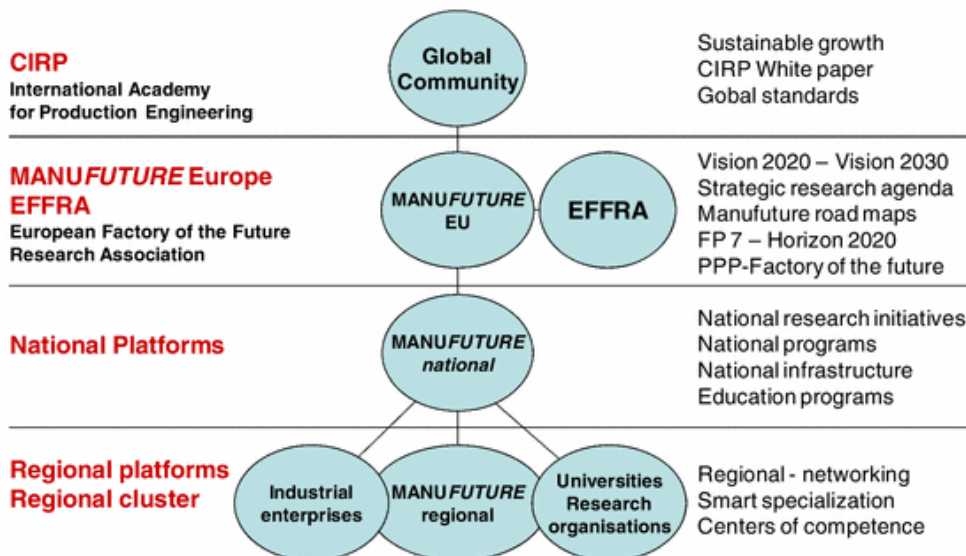 CIRP
International Academy
for Production Engineering
Global
Community
Sustainable growth
CIRP White paper
Gobal standards
MANUFUTURE Europe
EFFRA
European Factory of the Future
Research Association
MANUFUTURE
EU
EFFRA
Vision 2020 – Vision 2030
Strategic research agenda
Manufuture road maps
FP 7 – Horizon 2020
PPP-Factory of the future
National Platforms
MANUFUTURE
national
National research initiatives
National programs
National infrastructure
Education programs
Regional platforms
Regional cluster
Industrial
enterprises
MANUFUTURE
regional
Universities
Research
organisations
Regional - networking
Smart specialization
Centers of competence